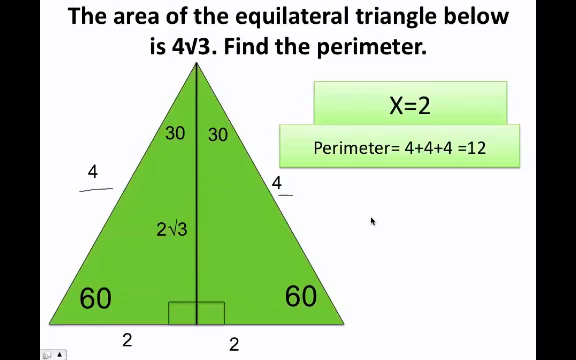 The area of the equilateral triangle below
is 4√3. Find the perimeter.
X=2
Perimeter= 4+4+4 =12
30 30
4
4
2√3
60
60
2
2